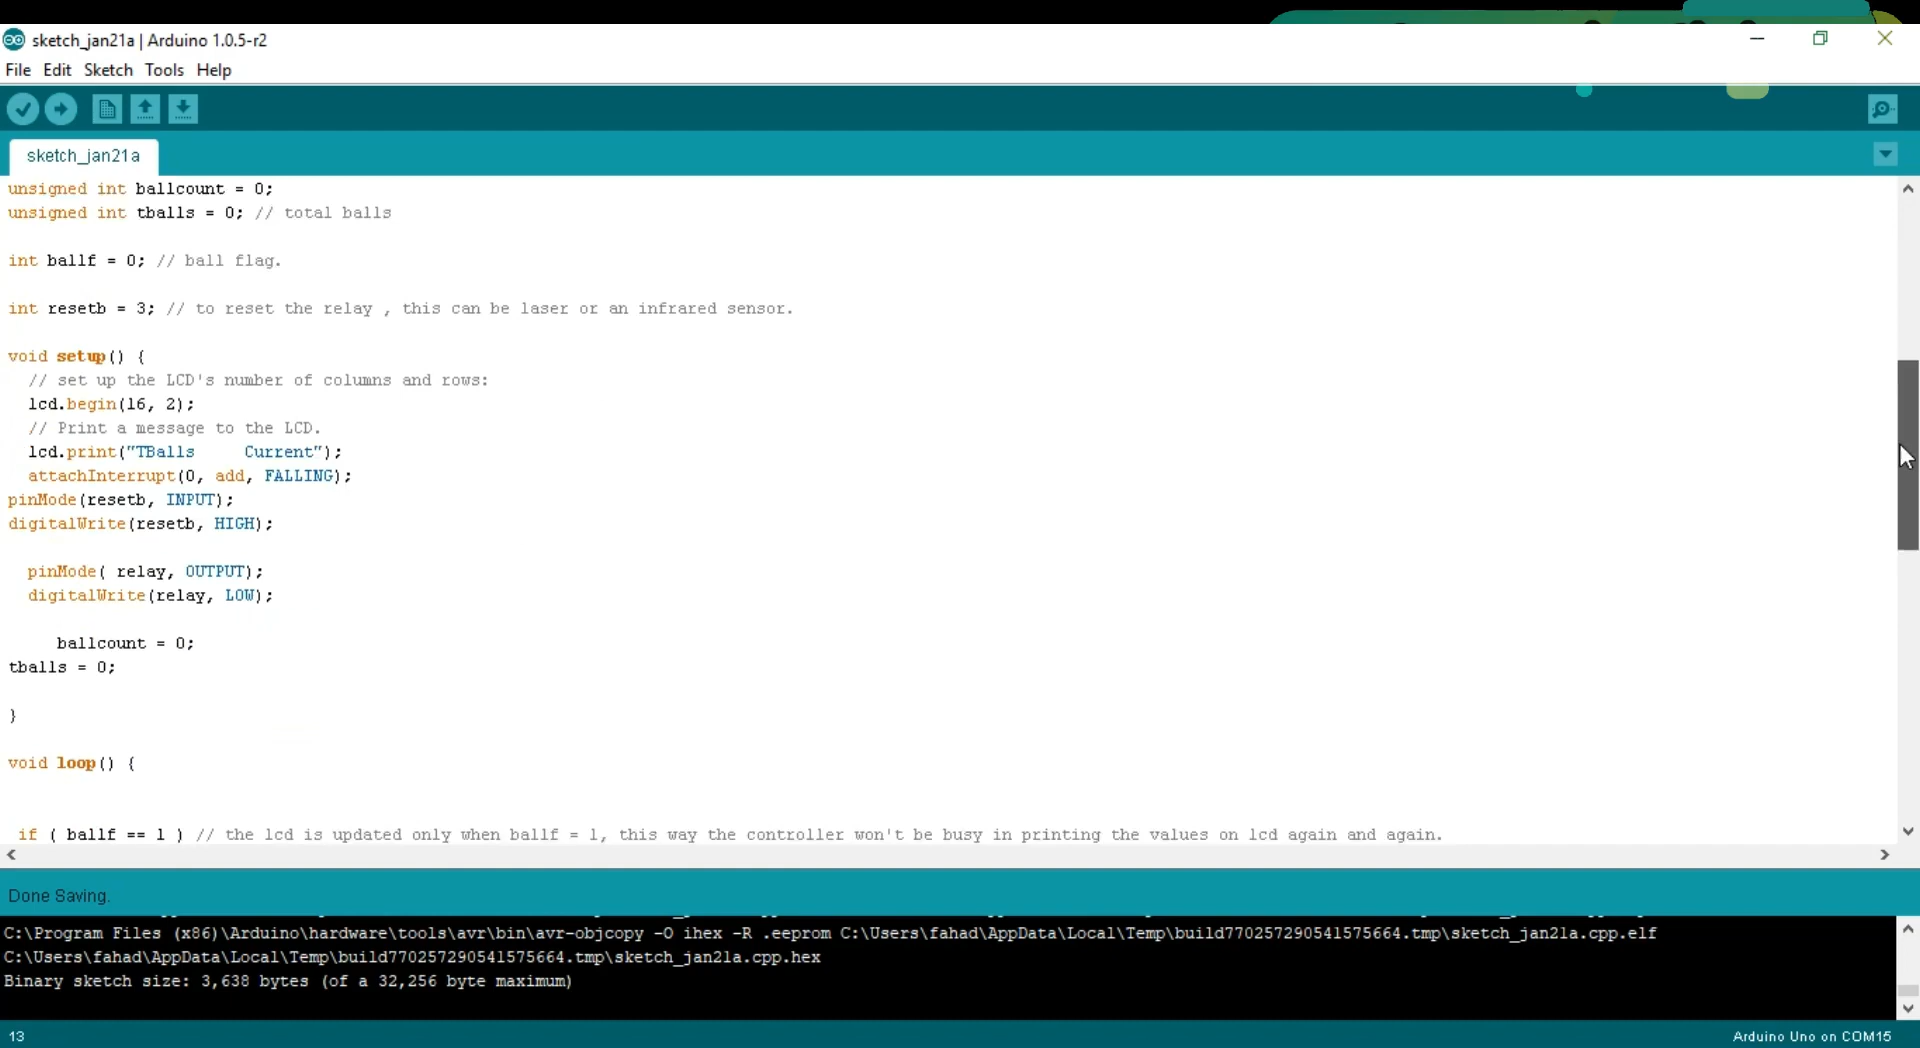 sketch_jan21a | Arduino 1.0.5-r2
File Edit Sketch Tools Help
sketch_jan21a
unsigned int ballcount = 0;
unsigned int tballs = 0; // total balls
int ballf = 0; // ball flag.
int resetb = 3; // to reset the relay , this can be laser or an infrared sensor.
void setup() {
// set up the LCD's number of columns and rows:
lcd.begin(16, 2);
// Print a message to the LCD.
lcd.print("TBalls     Current");
attachInterrupt(0, add, FALLING);
pinMode(resetb, INPUT);
digitalWrite(resetb, HIGH);
pinMode( relay, OUTPUT);
digitalWrite(relay, LOW);
ballcount = 0;
tballs = 0;
}
void loop() {
if ( ballf == 1 ) // the lcd is updated only when ballf = 1, this way the controller won't be busy in printing the values on lcd again and again.
Done Saving.
C:\Program Files (x86)\Arduino\hardware\tools\avr\bin\avr-objcopy -O ihex -R .eeprom C:\Users\fahad\AppData\Local\Temp\build770257290541575664.tmp\sketch_jan21a.cpp.elf
C:\Users\fahad\AppData\Local\Temp\build770257290541575664.tmp\sketch_jan21a.cpp.hex
Binary sketch size: 3,638 bytes (of a 32,256 byte maximum)
13
Arduino Uno on COM15